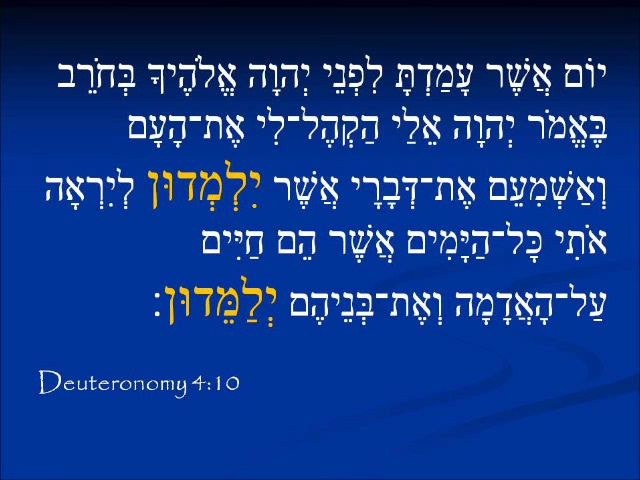 יוֹם אֲשֶׁר עָמַדְתָּ לִפְנֵי יְהוָה אֱלֹהֶיךָ בְּחֹרֵב
בֶּאֱמֹר יְהוָה אֵלַי הַקְהֶל־לִי אֶת־הָעָם
וְאַשְׁמִעֵם אֶת־דְּבָרָי אֲשֶׁר יִלְמְדוּן לְיִרְאָה
אֹתִי כָּל־הַיָּמִים אֲשֶׁר הֵם חַיִּים
עַל־הָאֲדָמָה וְאֶת־בְּנֵיהֶם יְלַמֵּדוּן׃
Deuteronomy 4:10